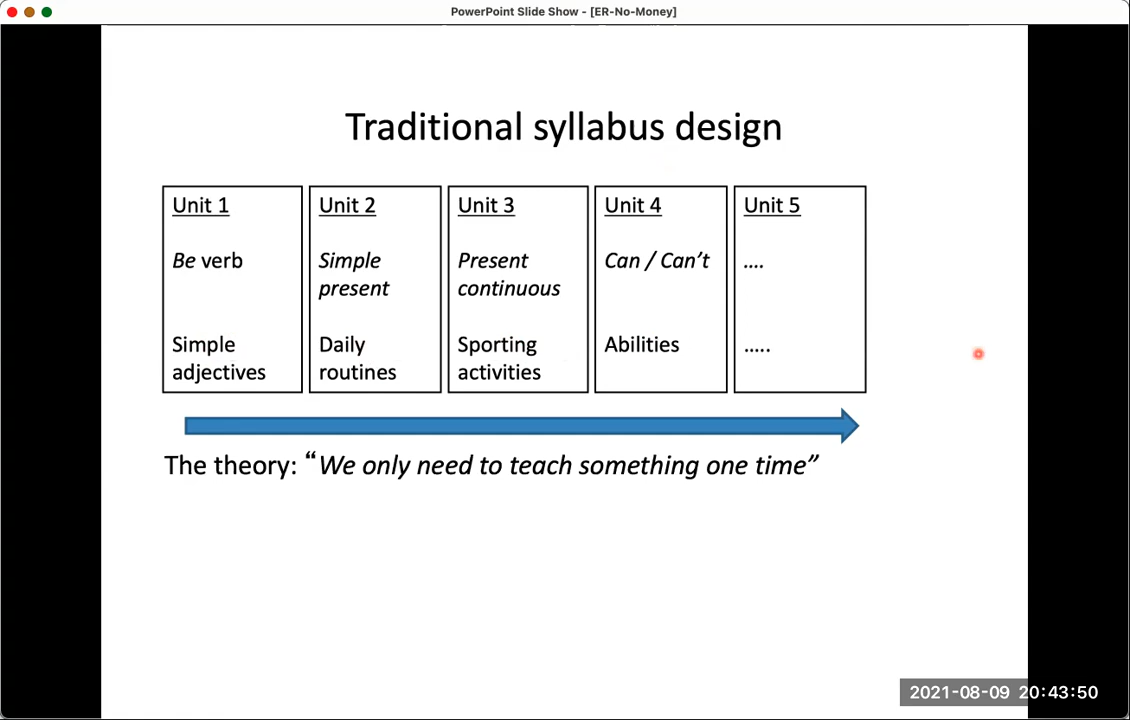 PowerPoint Slide Show - [ER-No-Money]
Traditional syllabus design
Unit 1
Be verb
Simple
adjectives
Unit 2
Simple
present
Daily
routines
Unit 3
Present
continuous
Sporting
activities
Unit 4
Can / Can’t
Abilities
Unit 5
....
.....
The theory: “We only need to teach something one time”
2021-08-09 20:43:50